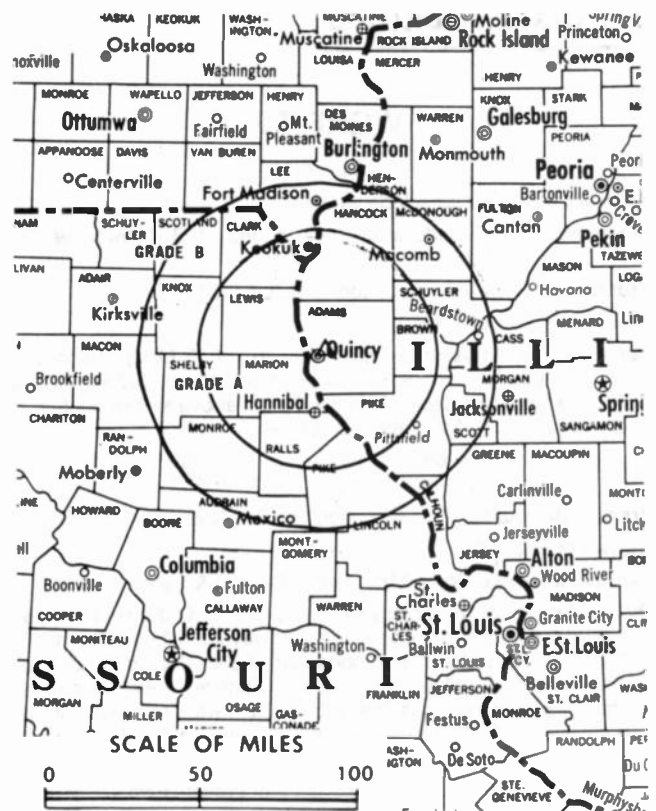 KEOKUK
WASH-
INGTON
MUSCATINE
Moline
Princeton
Oskaloosa
Muscatine
ROCK ISLAND
Rock Island
Kewanee
Washington
LOUISA
MERCER
HENRY
MONROE
WAPELLO
JEFFERSON
HENRY
DES
MOINES
WARREN
KNOX
STARK
Ottumwa
Fairfield
Mt.
Pleasant
Galesburg
PEORIA
APPANOOSE
DAVIS
VAN BUREN
LEE
Burlington
Monmouth
HEN-
DERSON
Peoria
Centerville
Fort Madison
Bartonville
E.
HANCOCK
McDONOUGH
FULTON
Canton
Pekin
SCHUY-
LER
SCOTLAND
CLARK
GRADE B
Keokuk
Macomb
MASON
ADAIR
KNOX
LEWIS
SCHUYLER
Havana
Kirksville
ADAMS
Beardstown
MENARD
BROWN
CASS
MACON
Quincy
I L L I
SHELBY
MARION
MORGAN
Brookfield
GRADE A
PIKE
Jacksonville
CHARITON
Hannibal
SANGAMON
MONROE
Pittsfield
SCOTT
RAN-
DOLPH
RALLS
GREENE
MACOUPIN
Moberly
PIKE
AUDRAIN
CALHOUN
Carlinville
HOWARD
BOONE
Mexico
LINCOLN
Jerseyville
MONT-
GOMERY
JERSEY
Alton
Boonville
Columbia
Fulton
Wood River
COOPER
CALLAWAY
WARREN
St.
Charles
MADISON
ST.
CHAR-
LES
Granite City
MONITEAU
Jefferson
City
Washington
St. Louis
E. St. Louis
Ballwin
ST. LOUIS
S S O U R I
COLE
FRANKLIN
Belleville
ST. CLAIR
MORGAN
OSAGE
JEFFERSON
MONROE
MILLER
GAS-
CONADE
Festus
RANDOLPH
SCALE OF MILES
De Soto
0 50 100
STE.
GENEVIEVE